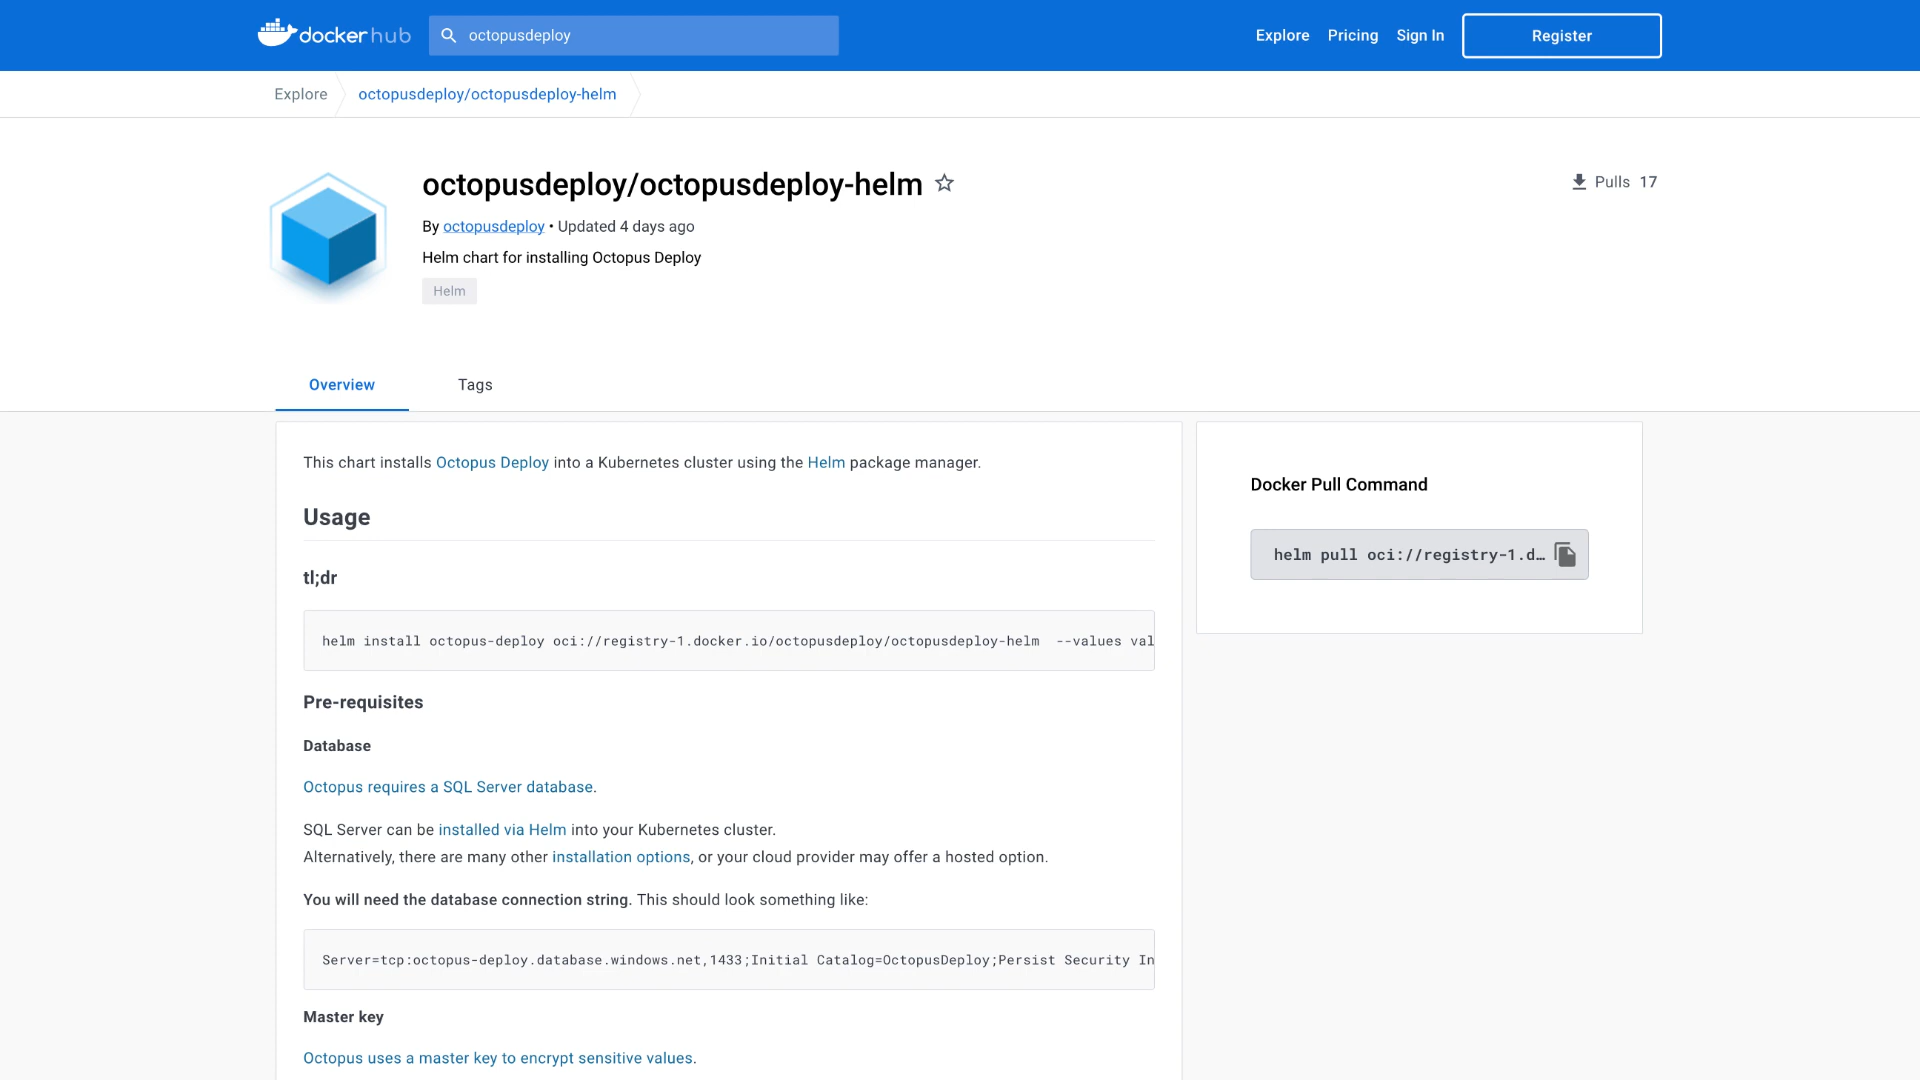 docker hub
octopusdeploy
Explore Pricing Sign In Register
Explore octopusdeploy/octopusdeploy-helm
octopusdeploy/octopusdeploy-helm
Pulls 17
By octopusdeploy • Updated 4 days ago
Helm chart for installing Octopus Deploy
Helm
Overview Tags
This chart installs Octopus Deploy into a Kubernetes cluster using the Helm package manager.
Usage
tl;dr
helm install octopus-deploy oci://registry-1.docker.io/octopusdeploy/octopusdeploy-helm --values val
Pre-requisites
Database
Octopus requires a SQL Server database.
SQL Server can be installed via Helm into your Kubernetes cluster.
Alternatively, there are many other installation options, or your cloud provider may offer a hosted option.
You will need the database connection string. This should look something like:
Server=tcp:octopus-deploy.database.windows.net,1433;Initial Catalog=OctopusDeploy;Persist Security In
Master key
Octopus uses a master key to encrypt sensitive values.
Docker Pull Command
helm pull oci://registry-1.d…